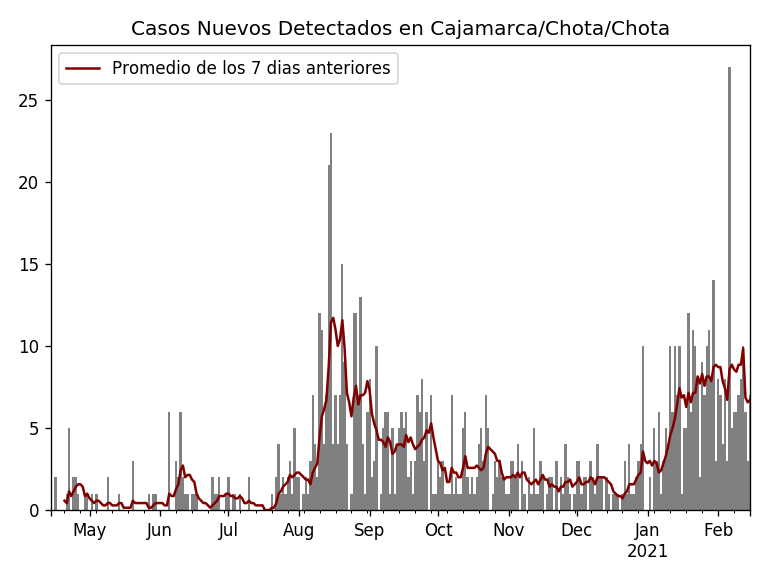 Casos Nuevos Detectados en Cajamarca/Chota/Chota
Promedio de los 7 dias anteriores
25
20
15
10
5
0
May Jun Jul Aug Sep Oct Nov Dec Jan Feb
2021